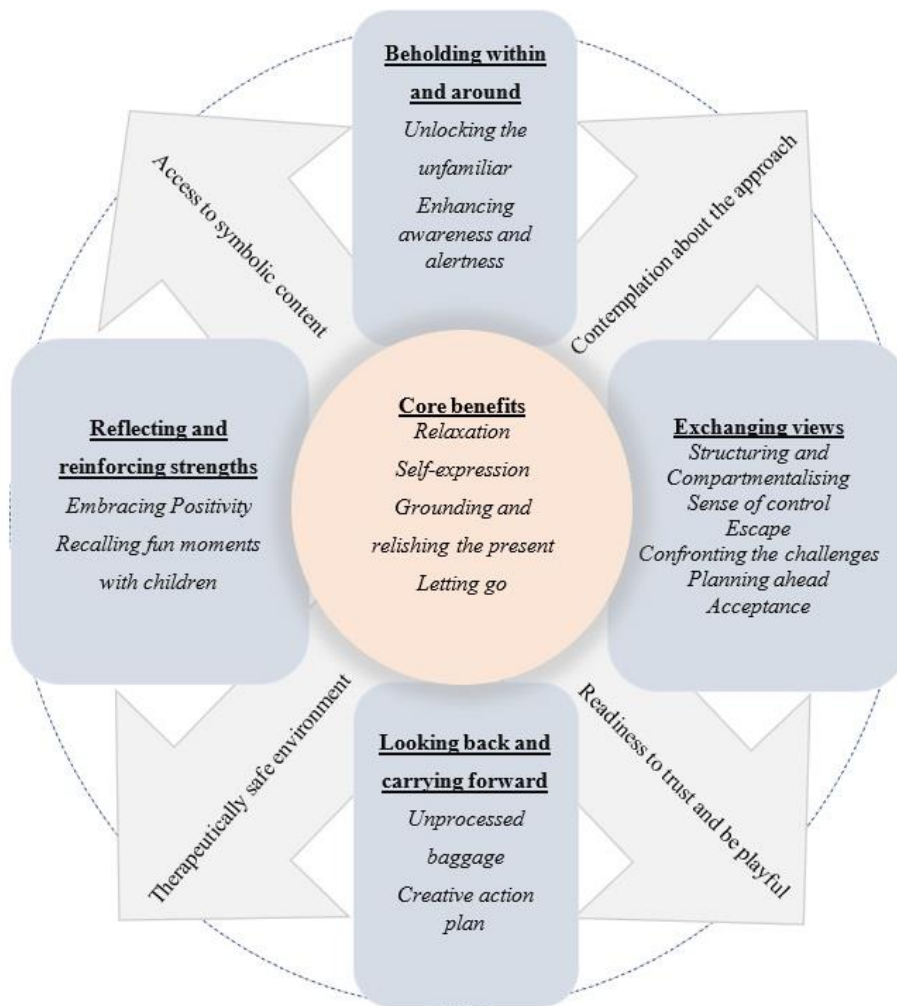 Beholding within
and around
Unlocking the
unfamiliar
Enhancing
awareness and
alertness
Access to symbolic content
Contemplation about the approach
Reflecting and
reinforcing strengths
Embracing Positivity
Recalling fun moments
with children
Core benefits
Relaxation
Self-expression
Grounding and
relishing the present
Letting go
Exchanging views
Structuring and
Compartmentalising
Sense of control
Escape
Confronting the challenges
Planning ahead
Acceptance
Therapeutically safe environment
Readiness to trust and be playful
Looking back and
carrying forward
Unprocessed
baggage
Creative action
plan